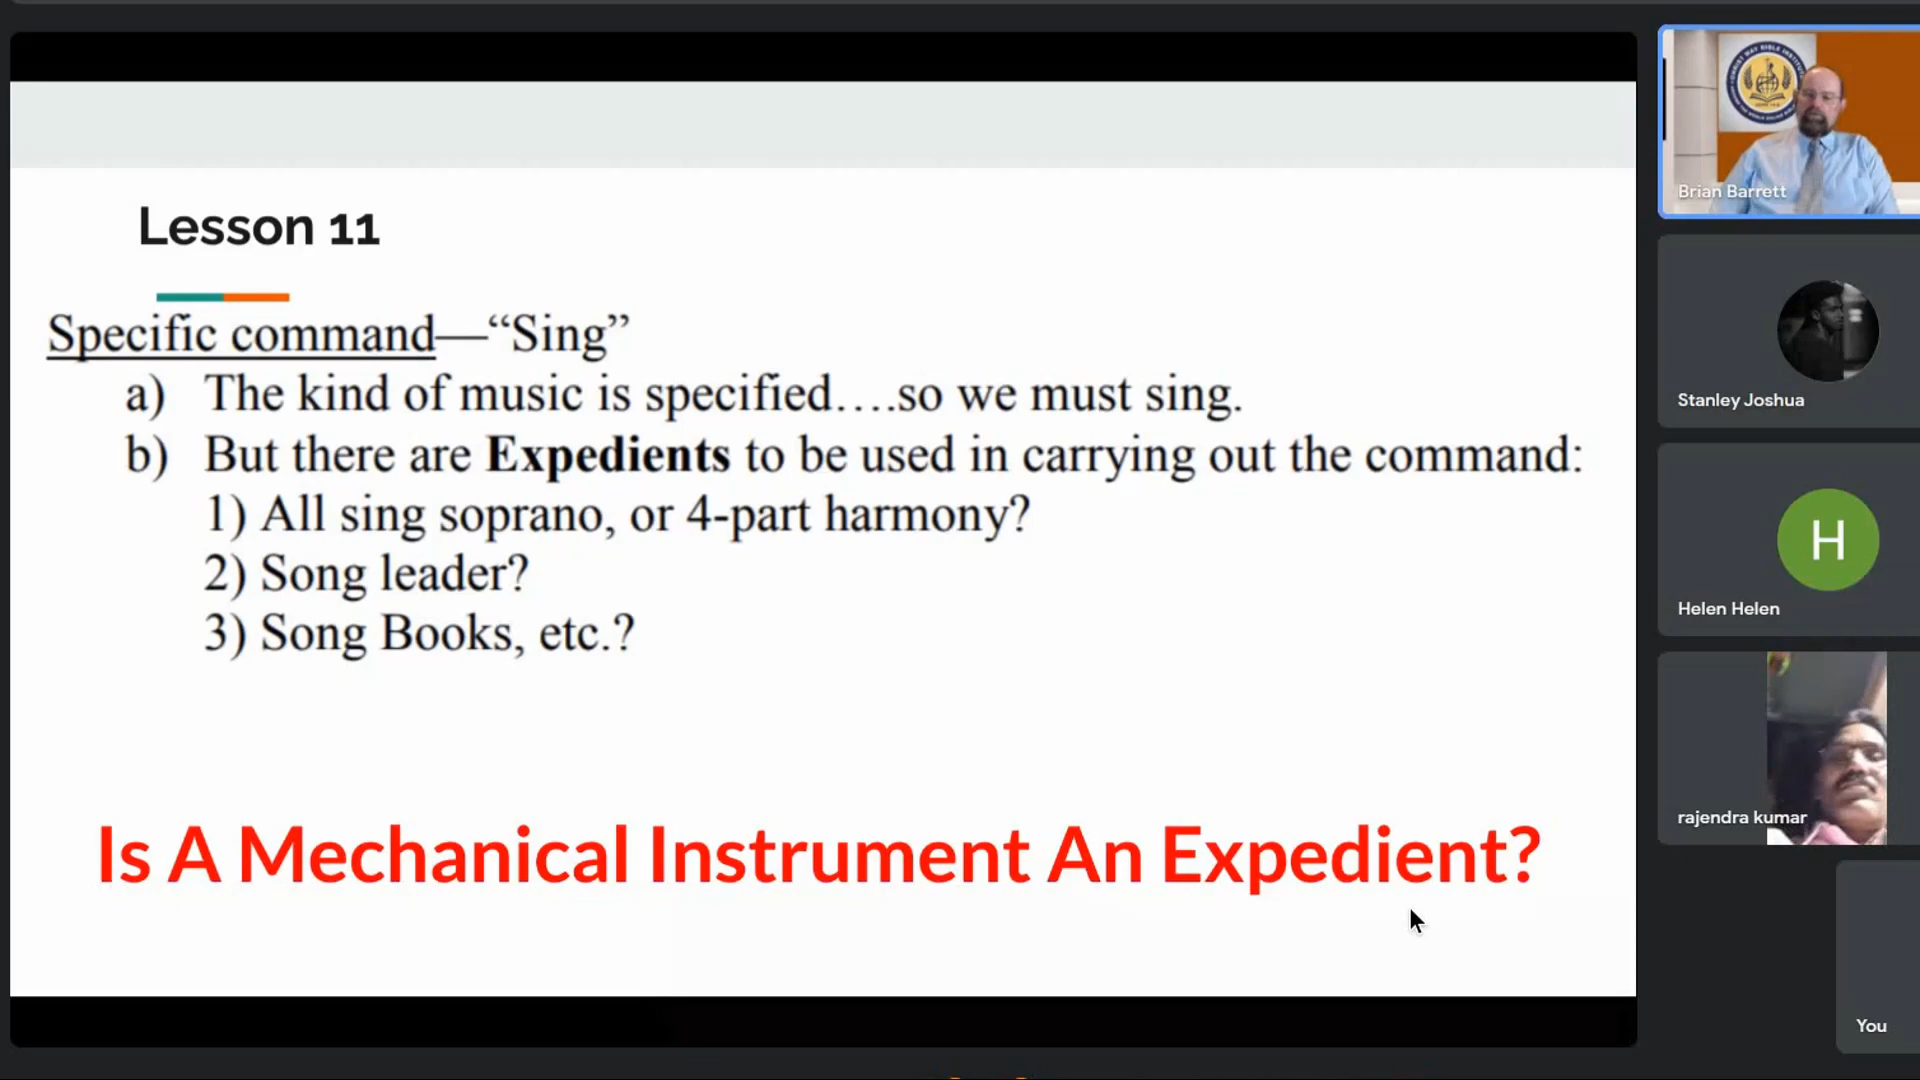 Lesson 11
Specific command—“Sing”
a) The kind of music is specified….so we must sing.
b) But there are Expedients to be used in carrying out the command:
1) All sing soprano, or 4-part harmony?
2) Song leader?
3) Song Books, etc.?
Is A Mechanical Instrument An Expedient?
Brian Barrett
Stanley Joshua
H
Helen Helen
rajendra kumar
You